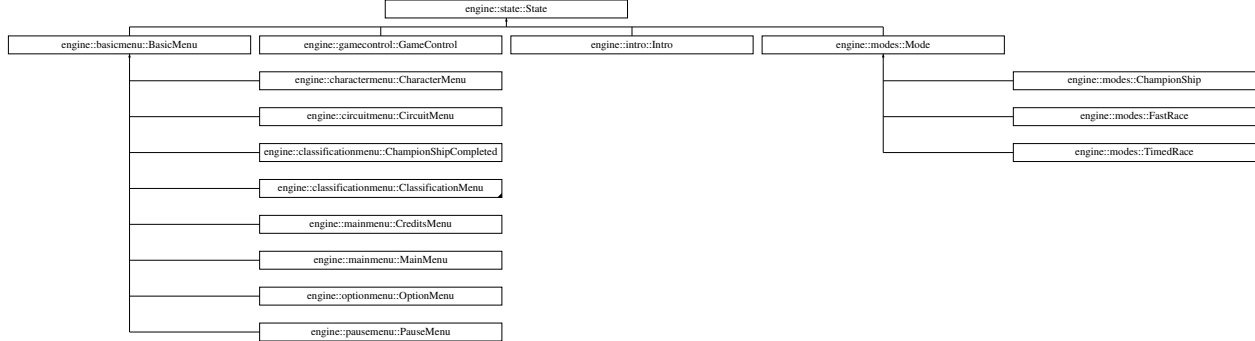 engine::state::State
engine::basicmenu::BasicMenu
engine::gamecontrol::GameControl
engine::intro::Intro
engine::modes::Mode
engine::charactermenu::CharacterMenu
engine::modes::ChampionShip
engine::circuitmenu::CircuitMenu
engine::modes::FastRace
engine::classificationmenu::ChampionShipCompleted
engine::modes::TimedRace
engine::classificationmenu::ClassificationMenu
engine::mainmenu::CreditsMenu
engine::mainmenu::MainMenu
engine::optionmenu::OptionMenu
engine::pausemenu::PauseMenu